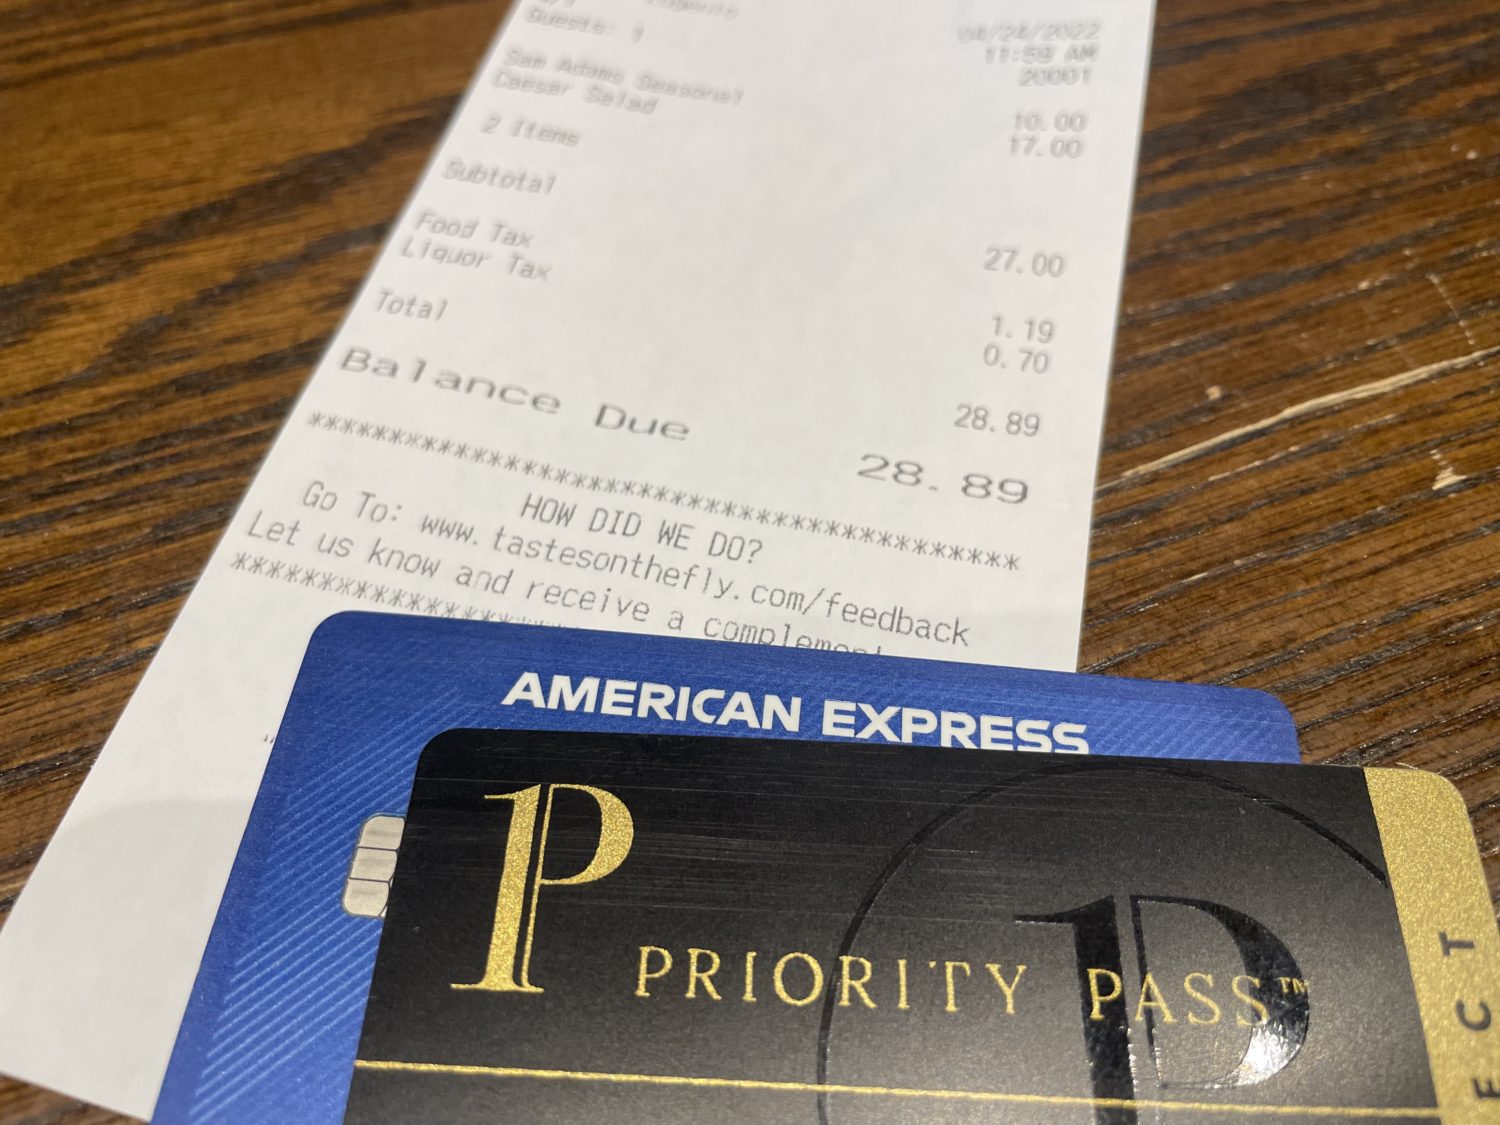 Guests: 1
/2022
11:59 AM
20001
Sam Adams Seasonal 10.00
Caesar Salad 17.00
2 Items
Subtotal 27.00
Food Tax 1.19
Liquor Tax 0.70
Total 28.89
Balance Due 28.89
****************************************
HOW DID WE DO?
Go To: www.tastesonthefly.com/feedback
Let us know and receive a
AMERICAN EXPRESS
P
PRIORITY PASS™
P
ECT